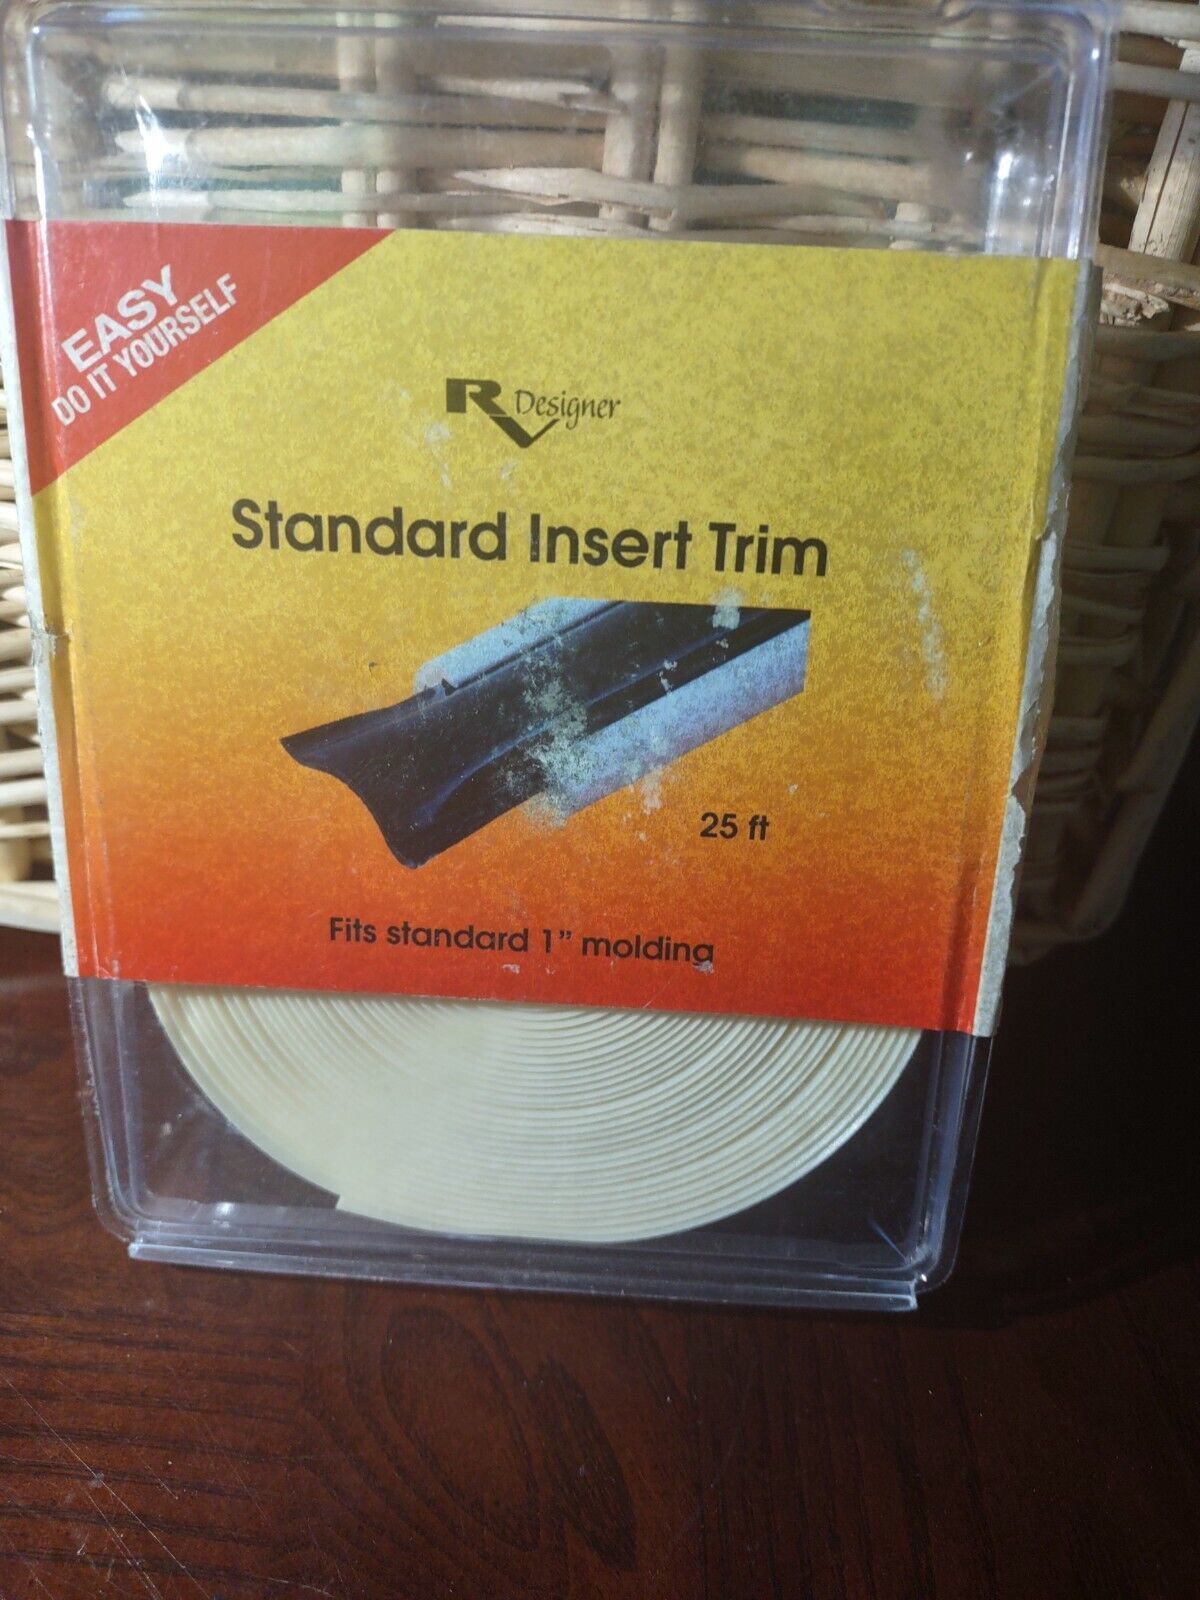 EASY
DO IT YOURSELF
RV Designer
Standard Insert Trim
25 ft
Fits standard 1" molding